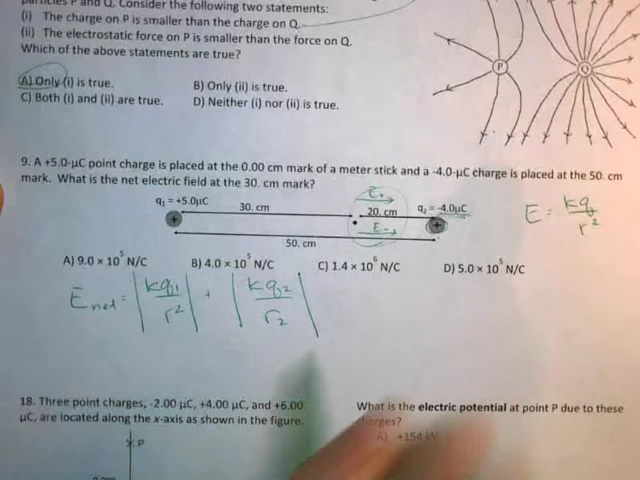 particles P and Q. Consider the following two statements:
(i) The charge on P is smaller than the charge on Q.
(ii) The electrostatic force on P is smaller than the force on Q.
Which of the above statements are true?
A) Only (i) is true.
B) Only (ii) is true.
C) Both (i) and (ii) are true.
D) Neither (i) nor (ii) is true.
P
Q
9. A +5.0-μC point charge is placed at the 0.00 cm mark of a meter stick and a -4.0-μC charge is placed at the 50. cm
mark. What is the net electric field at the 30. cm mark?
q₁ = +5.0μC
30. cm
E₊
20. cm
q₂ = -4.0μC
E₋
50. cm
E = kq/r²
A) 9.0 × 10⁵ N/C
B) 4.0 × 10⁵ N/C
C) 1.4 × 10⁶ N/C
D) 5.0 × 10⁵ N/C
E net = |kq₁/r²| + |kq₂/r₂|
18. Three point charges, -2.00 μC, +4.00 μC, and +6.00
μC, are located along the x-axis as shown in the figure.
P
What is the electric potential at point P due to these
charges?
A) +154